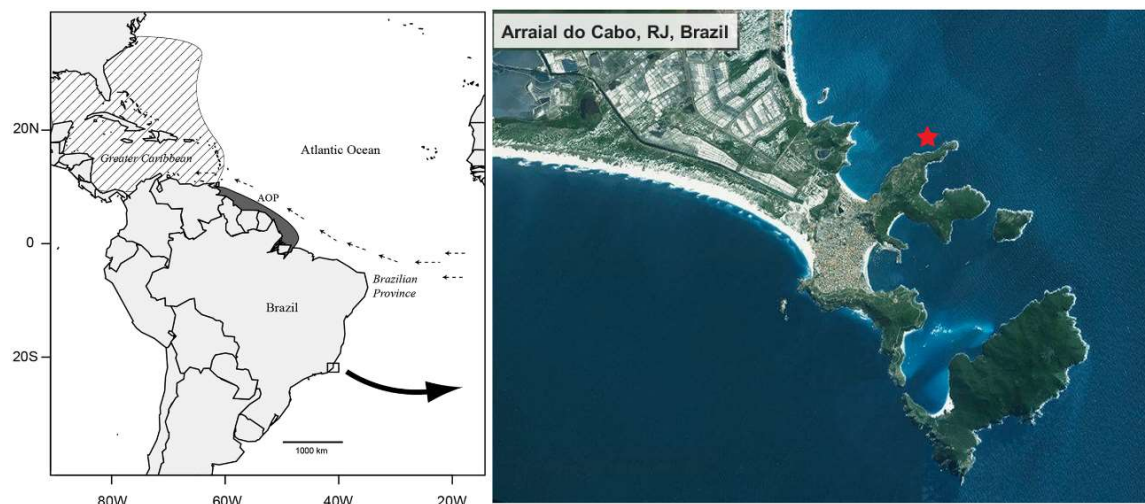 Arraial do Cabo, RJ, Brazil
20N
Greater Caribbean
Atlantic Ocean
AOP
0
Brazilian
Province
Brazil
20S
1000 km
80W
60W
40W
20W